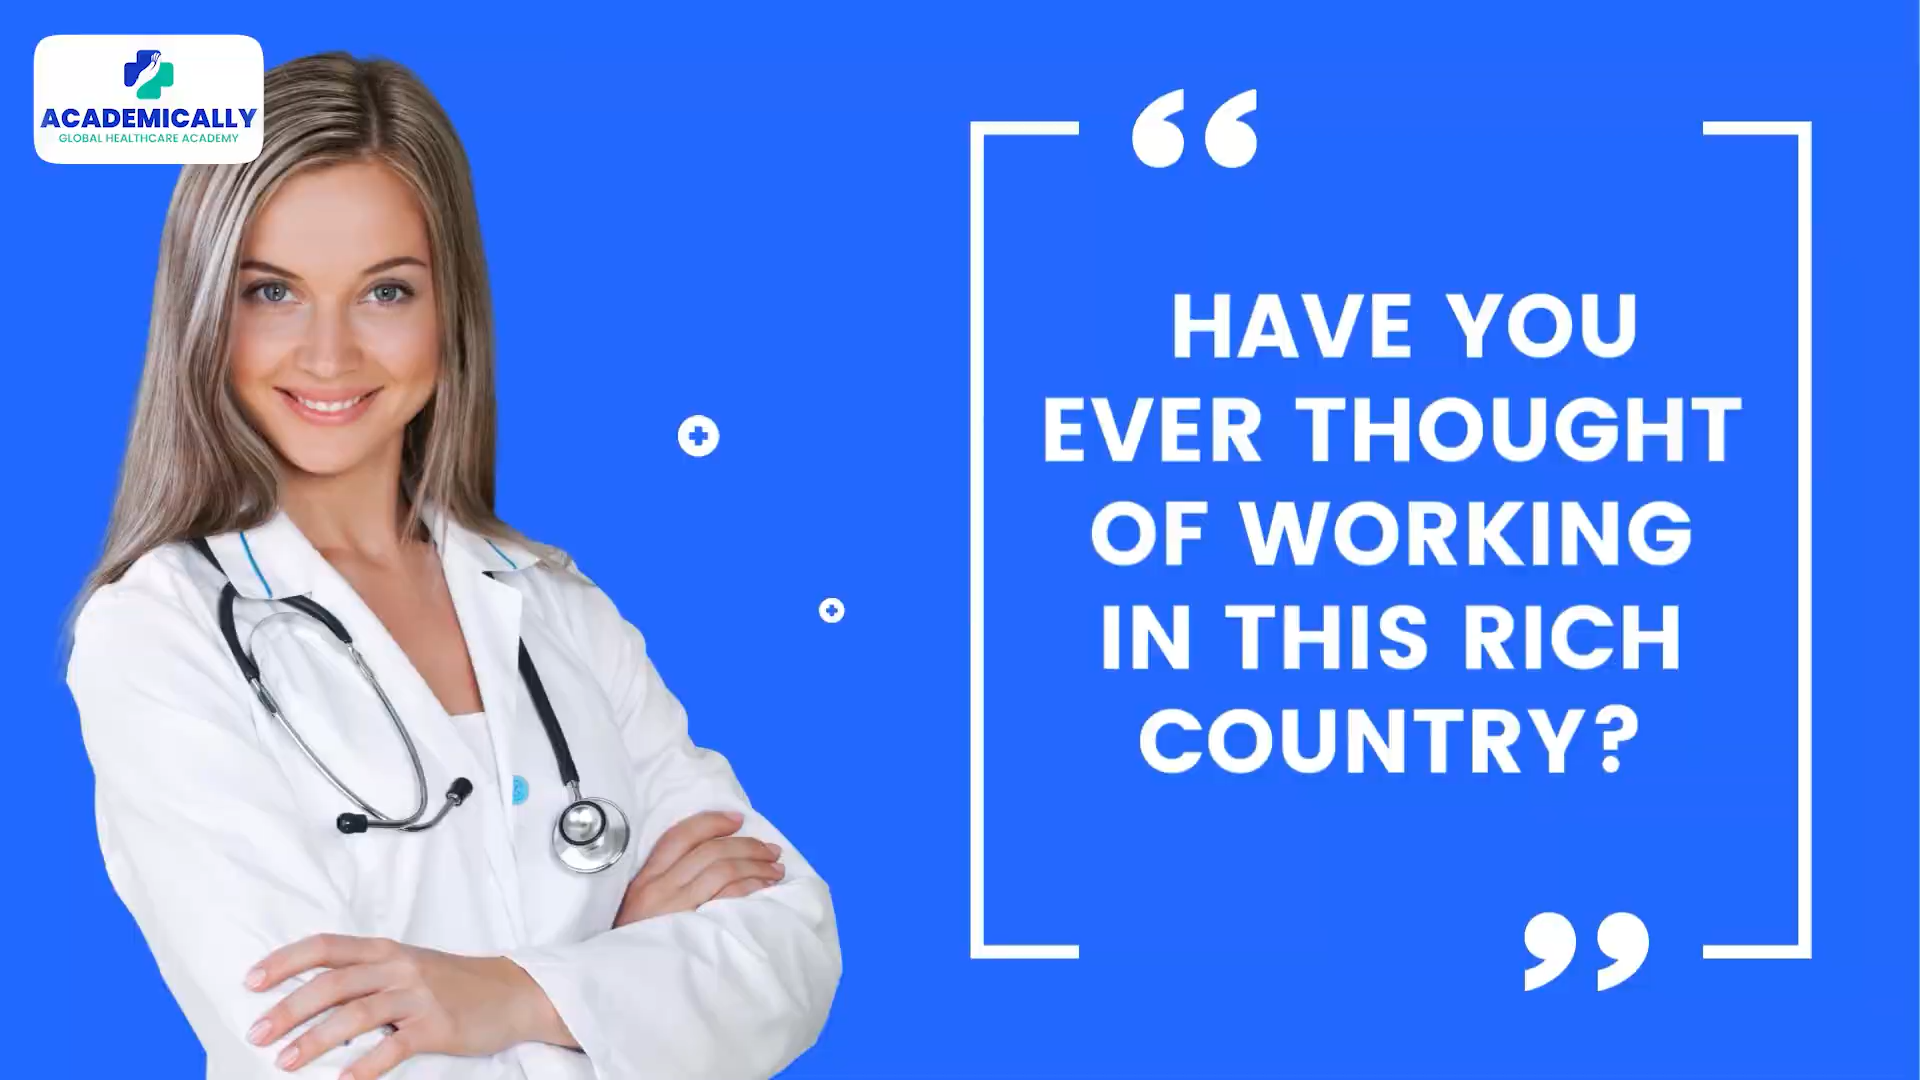 ACADEMICALLY
GLOBAL HEALTHCARE ACADEMY
“
HAVE YOU
EVER THOUGHT
OF WORKING
IN THIS RICH
COUNTRY?
”